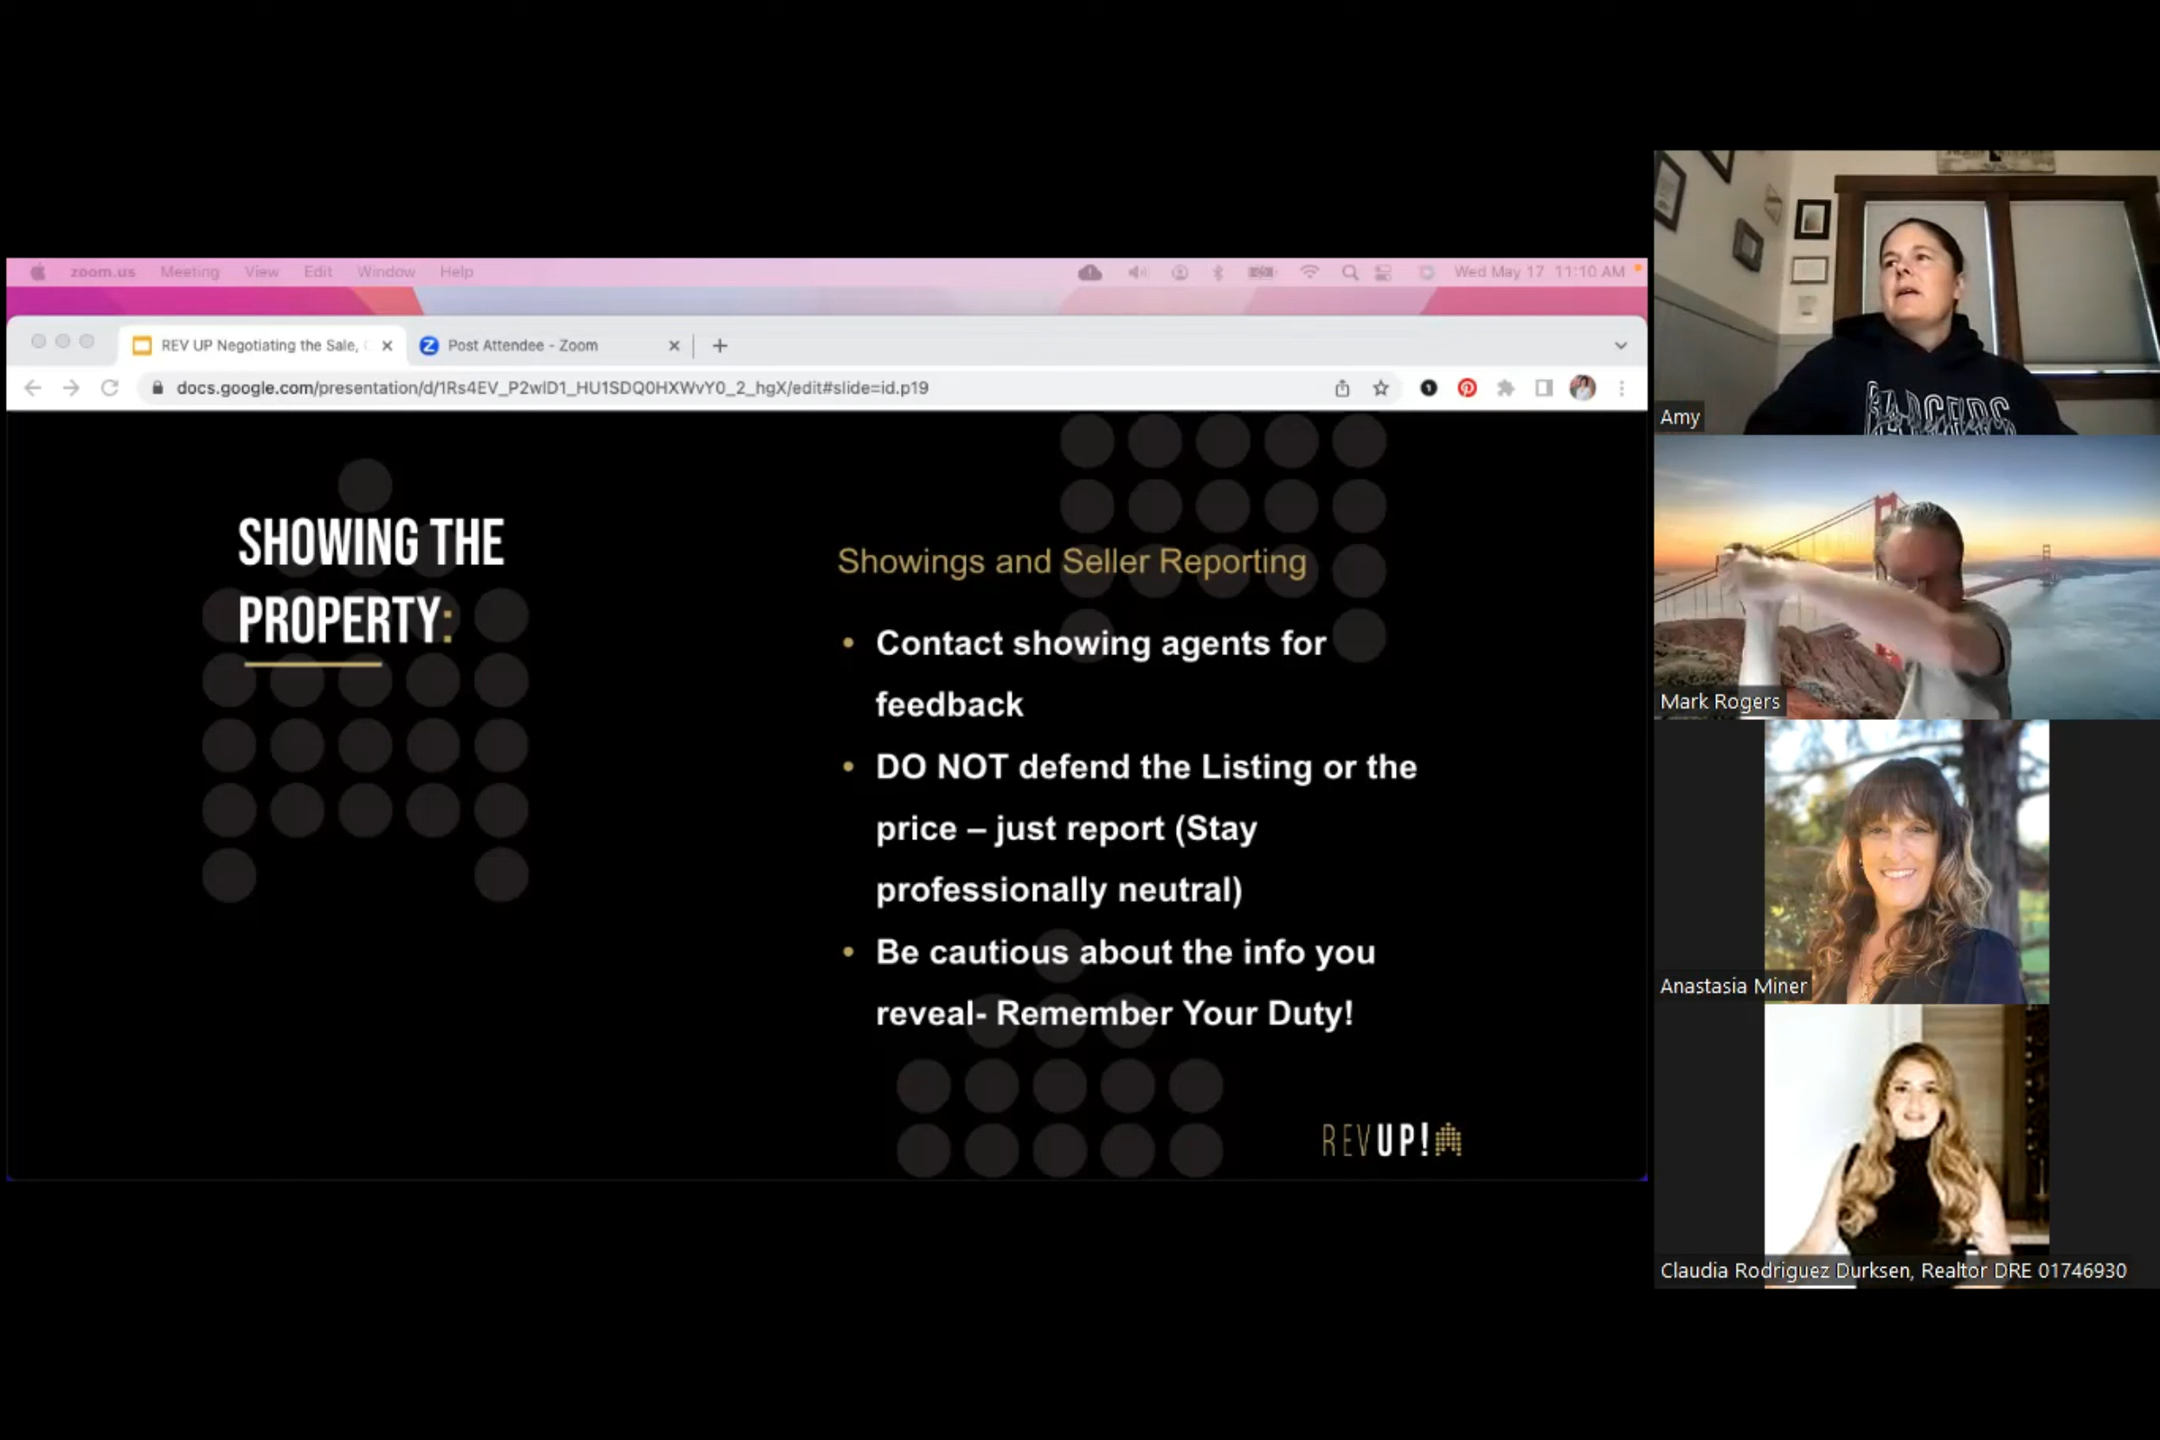 zoom.us Meeting View Edit Window Help
Wed May 17 11:10 AM
REV UP Negotiating the Sale,
Post Attendee - Zoom
docs.google.com/presentation/d/1Rs4EV_P2wID1_HU1SDQ0HXWvY0_2_hgX/edit#slide=id.p19
SHOWING THE
PROPERTY:
Showings and Seller Reporting
• Contact showing agents for
feedback
• DO NOT defend the Listing or the
price – just report (Stay
professionally neutral)
• Be cautious about the info you
reveal- Remember Your Duty!
REVUP!
Amy
Mark Rogers
Anastasia Miner
Claudia Rodriguez Durksen, Realtor DRE 01746930